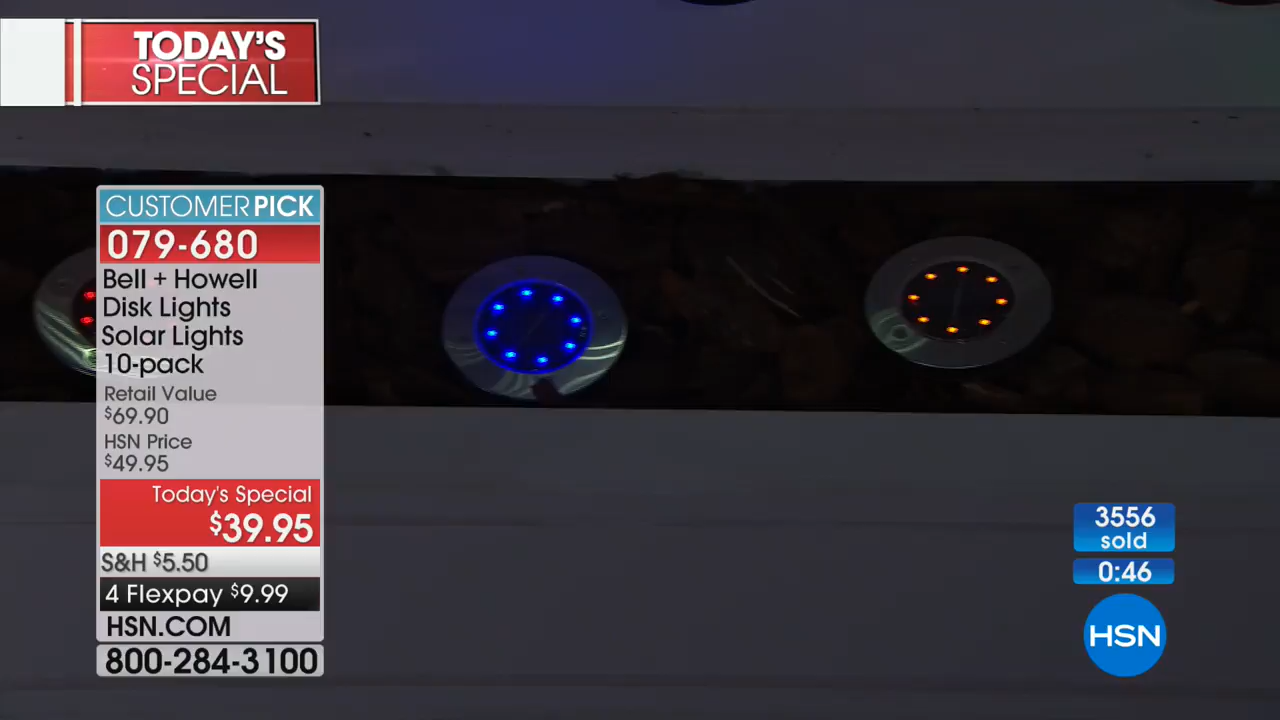 TODAY'S
SPECIAL
CUSTOMERPICK
079-680
Bell + Howell
Disk Lights
Solar Lights
10-pack
Retail Value
$69.90
HSN Price
$49.95
Today's Special
$39.95
S&H $5.50
4 Flexpay $9.99
HSN.COM
800-284-3100
3556
sold
0:46
HSN